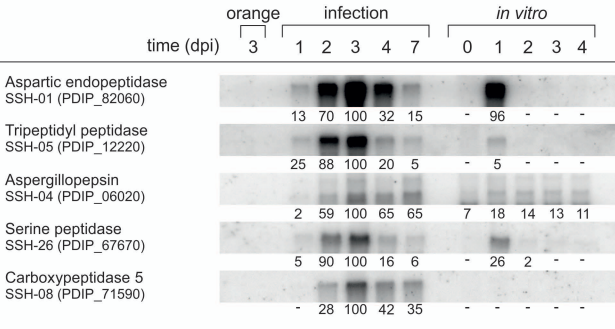 orange infection in vitro
time (dpi) 3 1 2 3 4 7 0 1 2 3 4
Aspartic endopeptidase
SSH-01 (PDIP_82060)
13 70 100 32 15 - 96 - - -
Tripeptidyl peptidase
SSH-05 (PDIP_12220)
25 88 100 20 5 - 5 - - -
Aspergillopepsin
SSH-04 (PDIP_06020)
2 59 100 65 65 7 18 14 13 11
Serine peptidase
SSH-26 (PDIP_67670)
5 90 100 16 6 - 26 2 - -
Carboxypeptidase 5
SSH-08 (PDIP_71590)
- 28 100 42 35 - - - - -